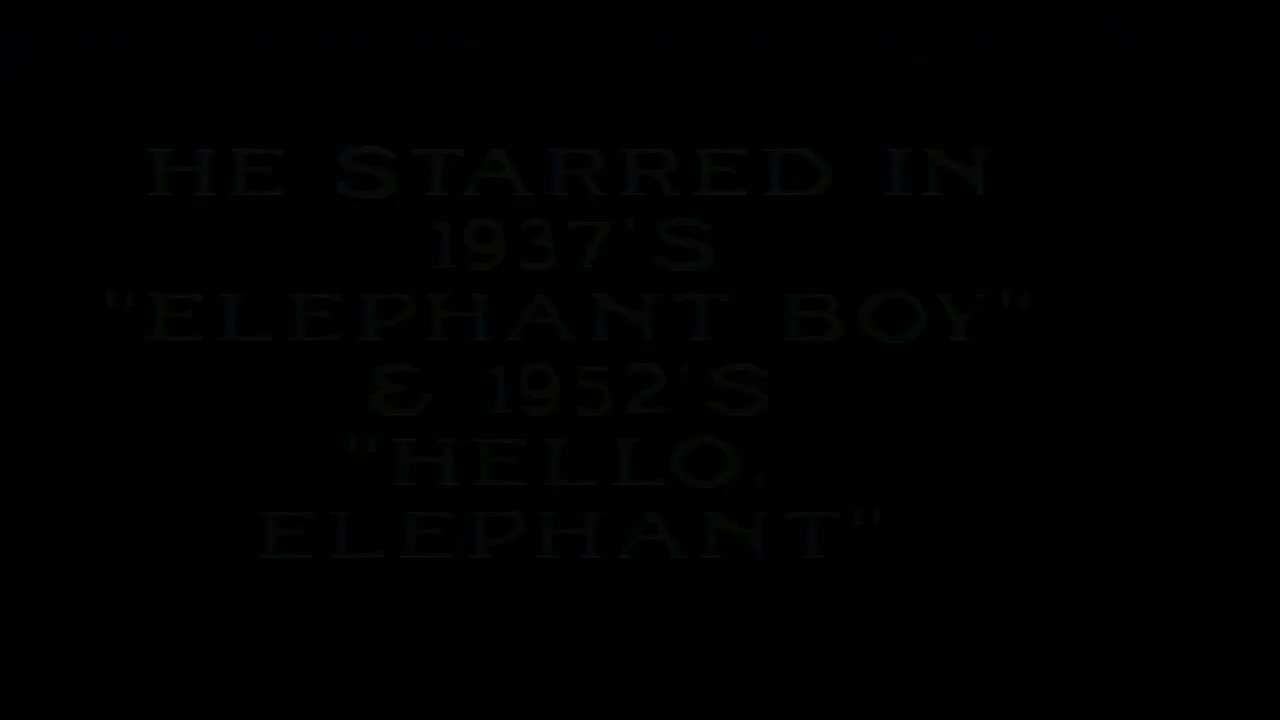 HE STARRED IN
1937'S
"ELEPHANT BOY"
& 1952'S
"HELLO,
ELEPHANT"